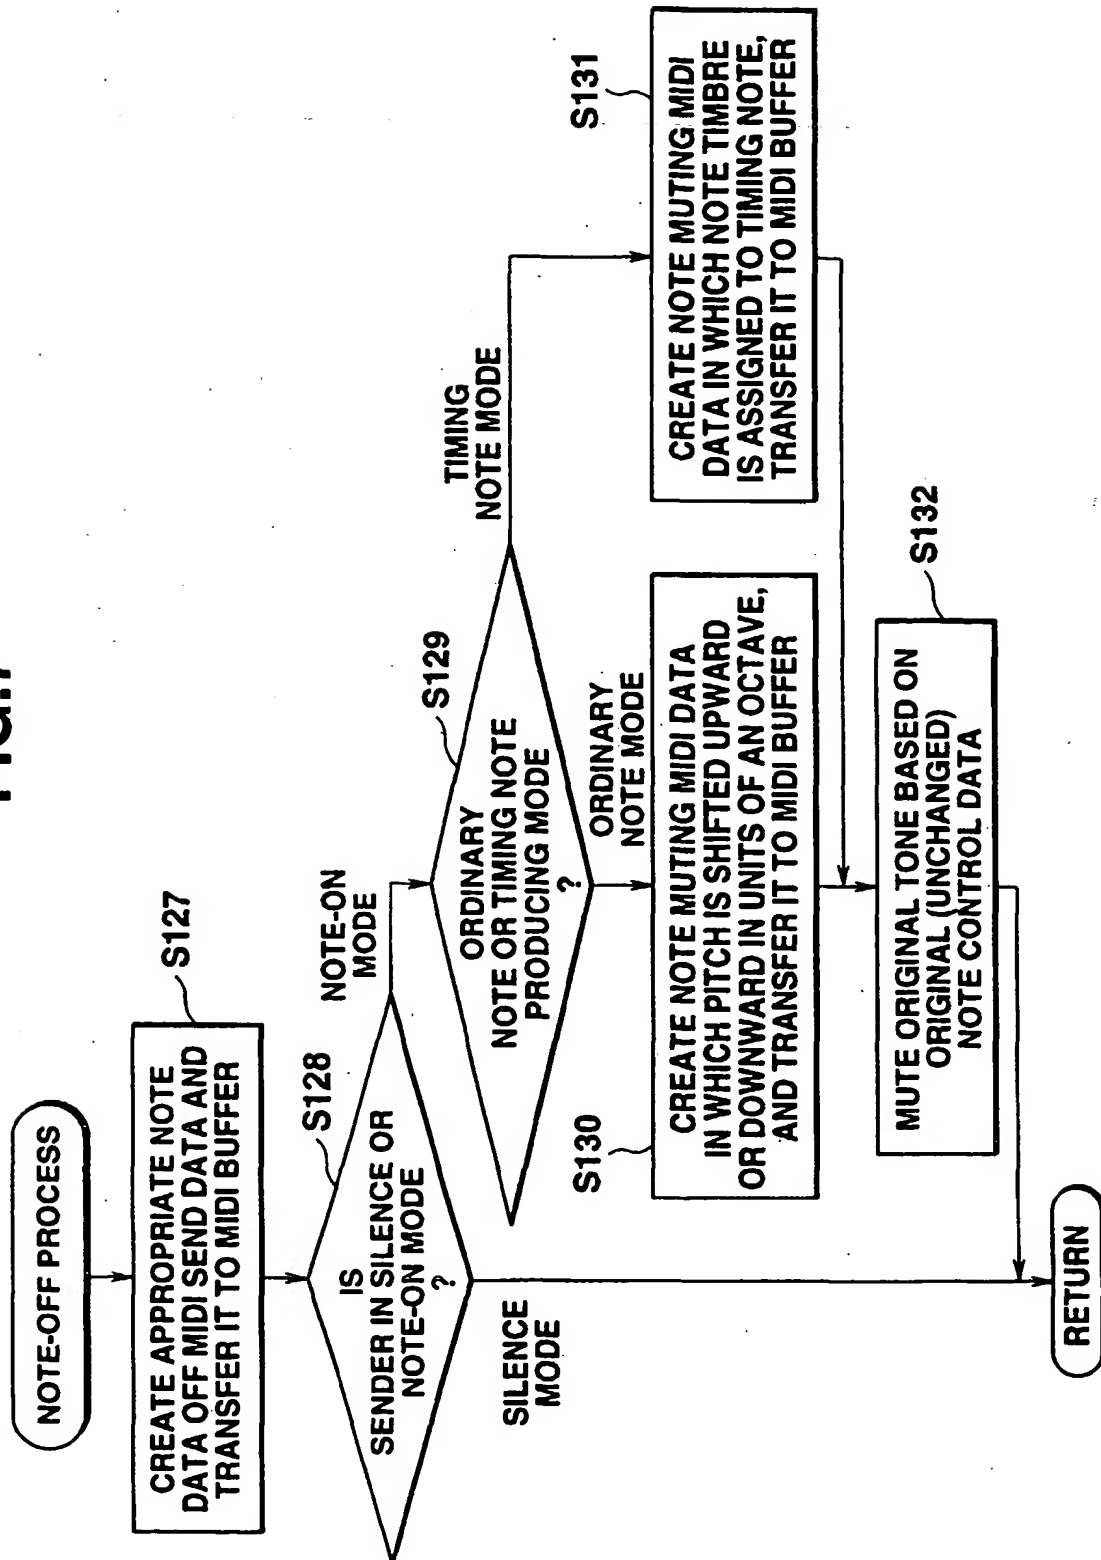 NOTE-OFF PROCESS
CREATE APPROPRIATE NOTE
DATA OFF MIDI SEND DATA AND
TRANSFER IT TO MIDI BUFFER
S127
IS
SENDER IN SILENCE OR
NOTE-ON MODE
?
S128
NOTE-ON
MODE
SILENCE
MODE
ORDINARY
NOTE OR TIMING NOTE
PRODUCING MODE
?
S129
TIMING
NOTE MODE
ORDINARY
NOTE MODE
S130
CREATE NOTE MUTING MIDI DATA
IN WHICH PITCH IS SHIFTED UPWARD
OR DOWNWARD IN UNITS OF AN OCTAVE,
AND TRANSFER IT TO MIDI BUFFER
S131
CREATE NOTE MUTING MIDI
DATA IN WHICH NOTE TIMBRE
IS ASSIGNED TO TIMING NOTE,
TRANSFER IT TO MIDI BUFFER
S132
MUTE ORIGINAL TONE BASED ON
ORIGINAL (UNCHANGED)
NOTE CONTROL DATA
RETURN